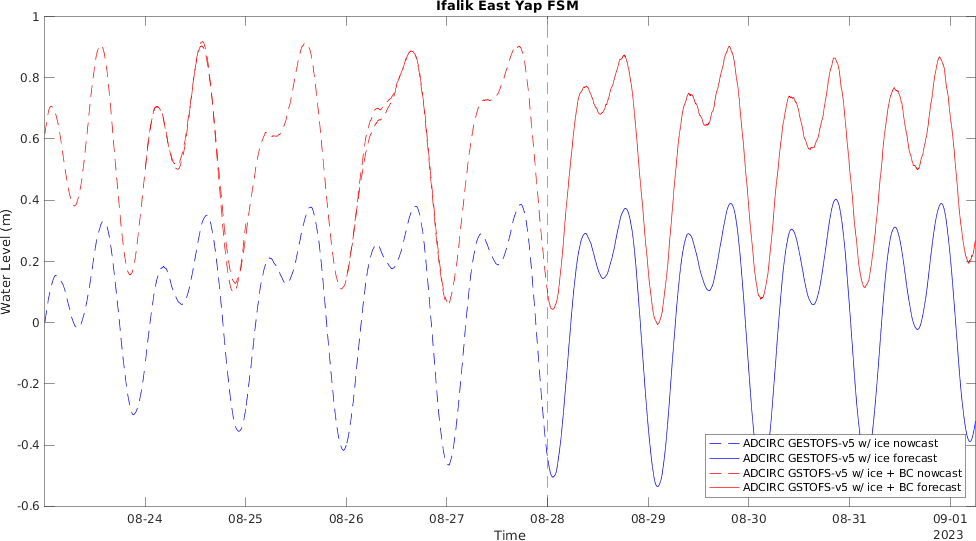 Ifalik East Yap FSM
1
0.8
0.6
0.4
0.2
0
-0.2
-0.4
-0.6
Water Level (m)
ADCIRC GESTOFS-v5 w/ ice nowcast
ADCIRC GESTOFS-v5 w/ ice forecast
ADCIRC GSTOFS-v5 w/ ice + BC nowcast
ADCIRC GSTOFS-v5 w/ ice + BC forecast
08-24 08-25 08-26 08-27 08-28 08-29 08-30 08-31 09-01
2023
Time